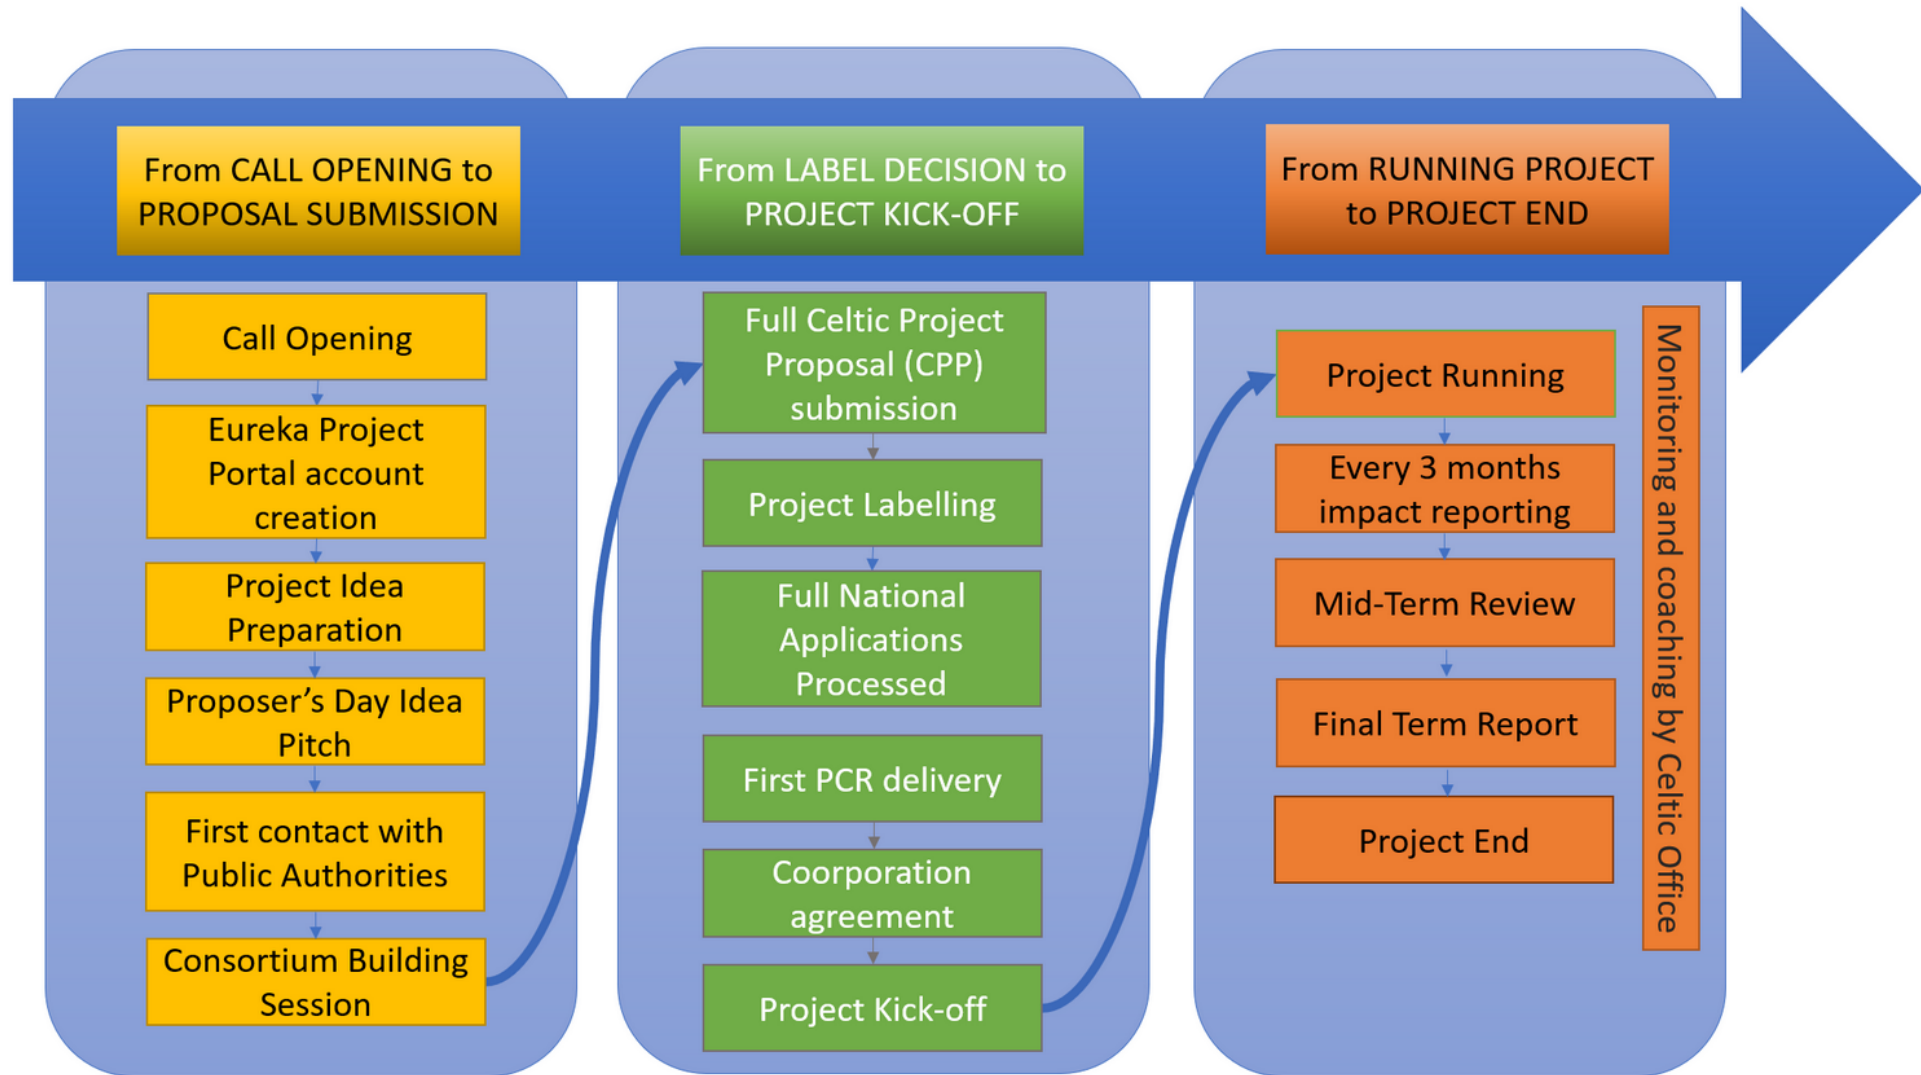 From CALL OPENING to
PROPOSAL SUBMISSION
From LABEL DECISION to
PROJECT KICK-OFF
From RUNNING PROJECT
to PROJECT END
Call Opening
Eureka Project
Portal account
creation
Project Idea
Preparation
Proposer’s Day Idea
Pitch
First contact with
Public Authorities
Consortium Building
Session
Full Celtic Project
Proposal (CPP)
submission
Project Labelling
Full National
Applications
Processed
First PCR delivery
Coorporation
agreement
Project Kick-off
Project Running
Every 3 months
impact reporting
Mid-Term Review
Final Term Report
Project End
Monitoring and coaching by Celtic Office